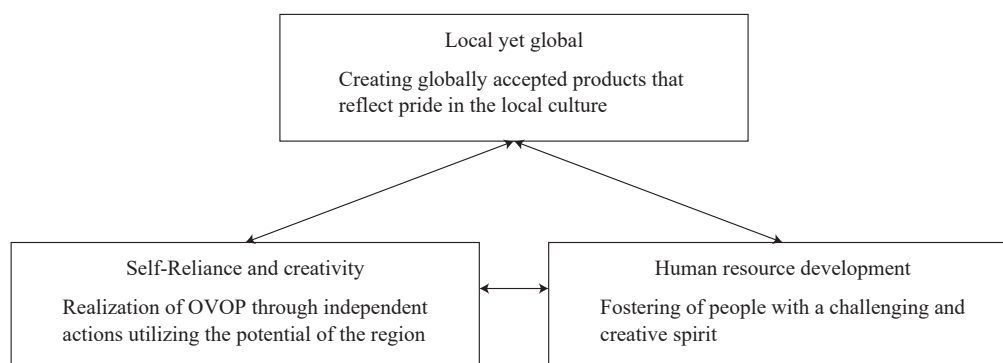 Local yet global
Creating globally accepted products that
reflect pride in the local culture
Self-Reliance and creativity
Realization of OVOP through independent
actions utilizing the potential of the region
Human resource development
Fostering of people with a challenging and
creative spirit